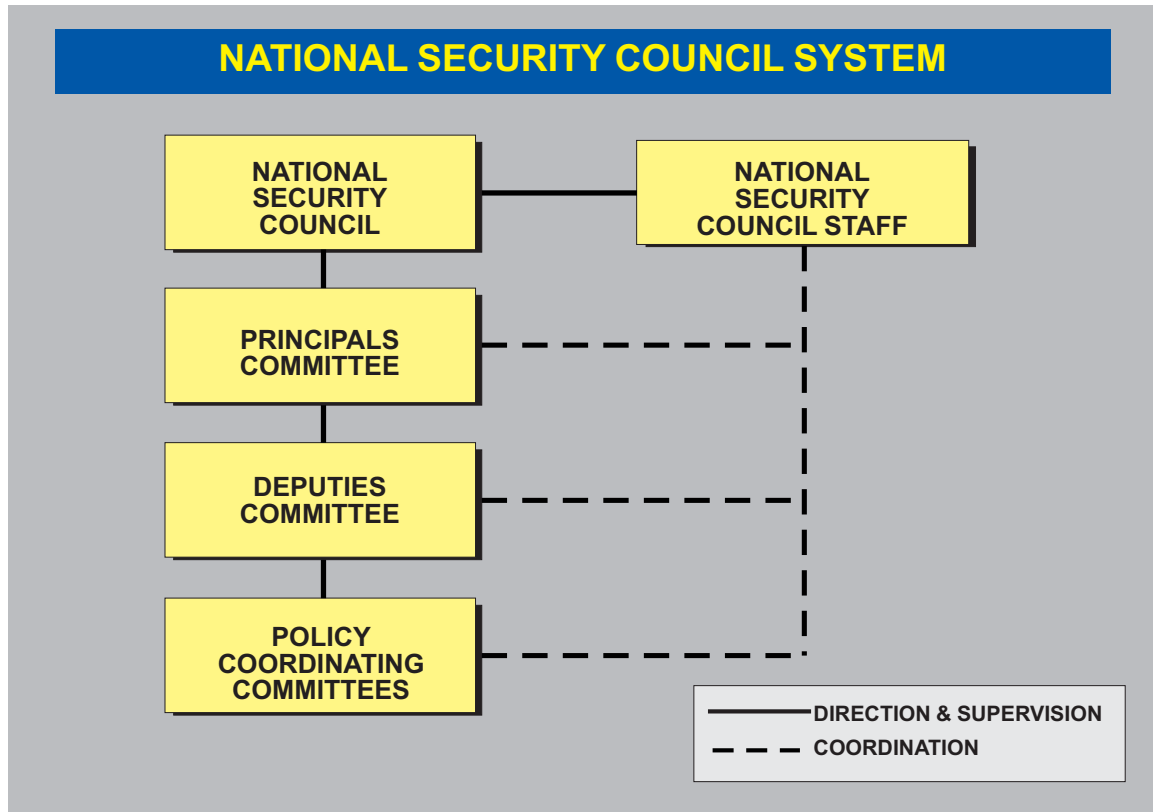 NATIONAL SECURITY COUNCIL SYSTEM
NATIONAL
SECURITY
COUNCIL
NATIONAL
SECURITY
COUNCIL STAFF
PRINCIPALS
COMMITTEE
DEPUTIES
COMMITTEE
POLICY
COORDINATING
COMMITTEES
DIRECTION & SUPERVISION
COORDINATION